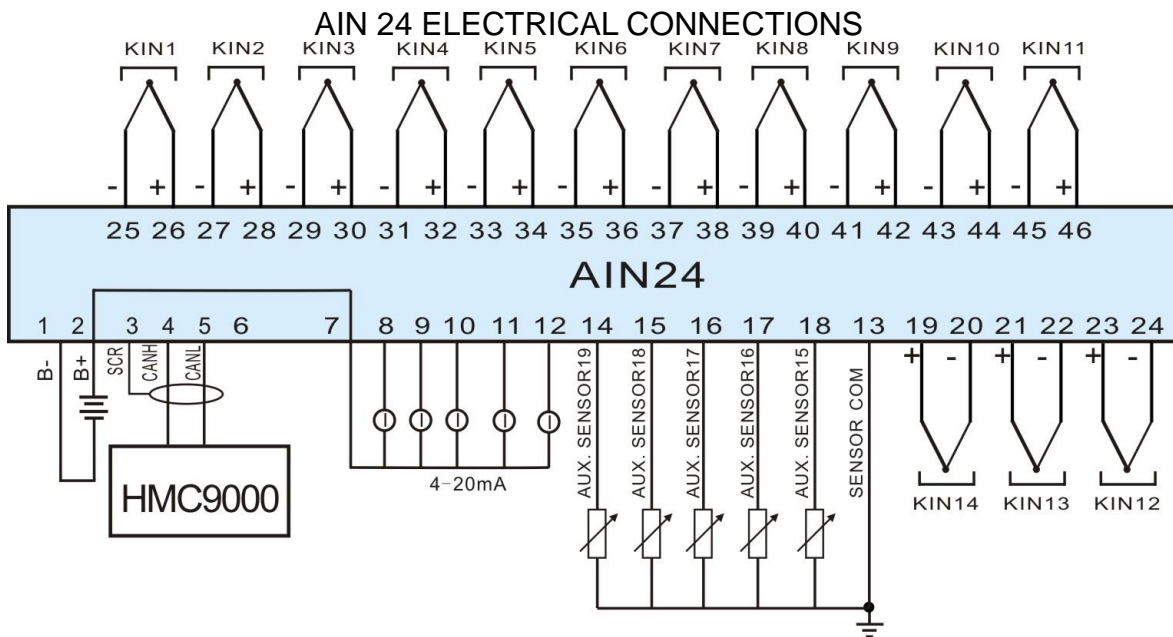 AIN 24 ELECTRICAL CONNECTIONS
KIN1 KIN2 KIN3 KIN4 KIN5 KIN6 KIN7 KIN8 KIN9 KIN10 KIN11
- + - + - + - + - + - + - + - + - + - + - +
25 26 27 28 29 30 31 32 33 34 35 36 37 38 39 40 41 42 43 44 45 46
AIN24
1 2 3 4 5 6 7 8 9 10 11 12 14 15 16 17 18 13 19 20 21 22 23 24
+ - + - + -
B-
B+
SCR
CANH
CANL
AUX. SENSOR19
AUX. SENSOR18
AUX. SENSOR17
AUX. SENSOR16
AUX. SENSOR15
SENSOR COM
4-20mA
HMC9000
KIN14 KIN13 KIN12